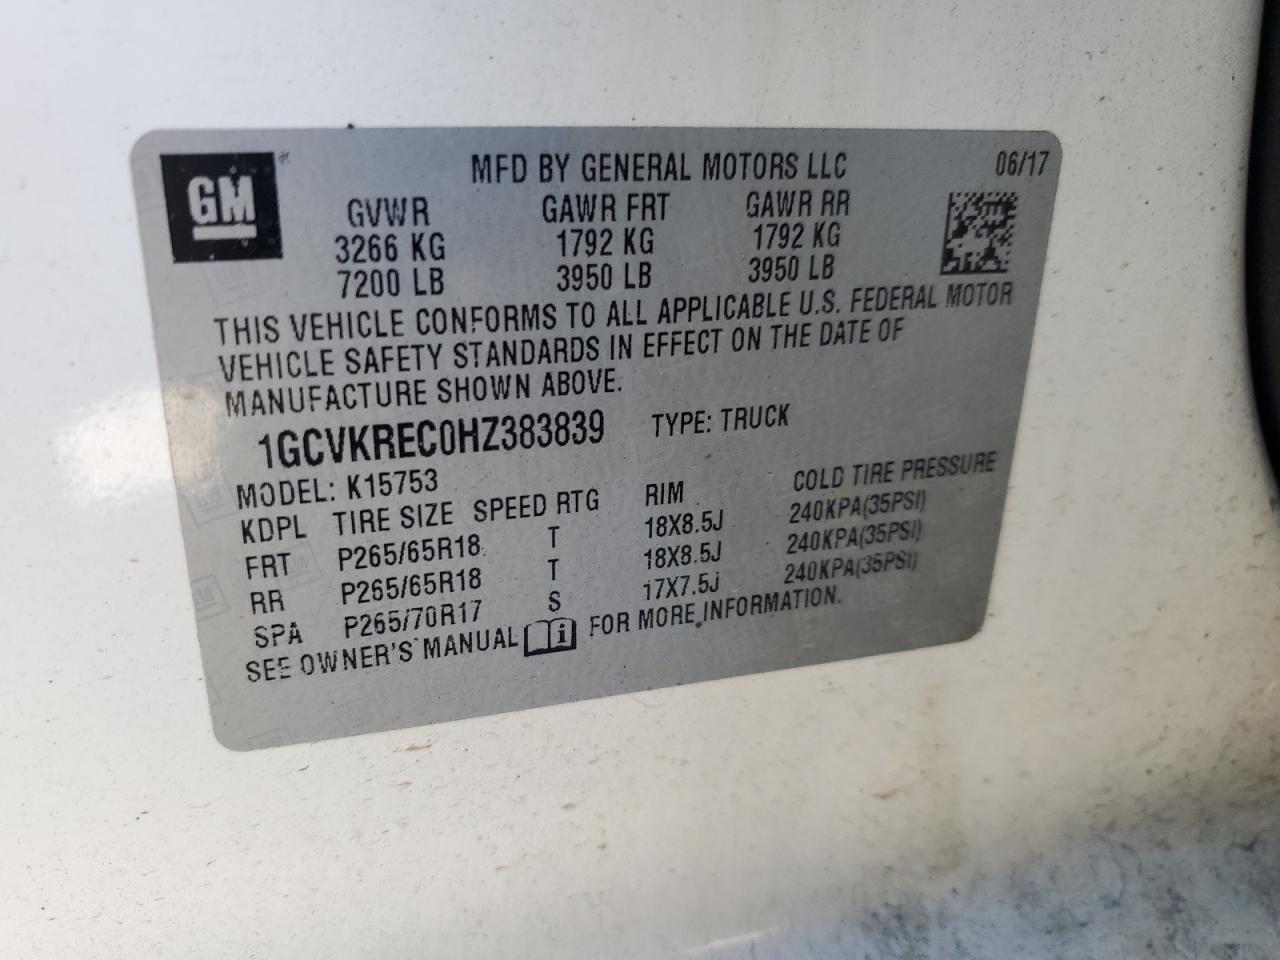 GM ® MFD BY GENERAL MOTORS LLC 06/17
GVWR GAWR FRT GAWR RR
3266 KG 1792 KG 1792 KG
7200 LB 3950 LB 3950 LB
THIS VEHICLE CONFORMS TO ALL APPLICABLE U.S. FEDERAL MOTOR
VEHICLE SAFETY STANDARDS IN EFFECT ON THE DATE OF
MANUFACTURE SHOWN ABOVE.
1GCVKREC0HZ383839 TYPE: TRUCK
MODEL: K15753
KDPL TIRE SIZE SPEED RTG RIM COLD TIRE PRESSURE
FRT P265/65R18 T 18X8.5J 240KPA(35PSI)
RR P265/65R18 T 18X8.5J 240KPA(35PSI)
SPA P265/70R17 S 17X7.5J 240KPA(35PSI)
SEE OWNER'S MANUAL i FOR MORE INFORMATION.